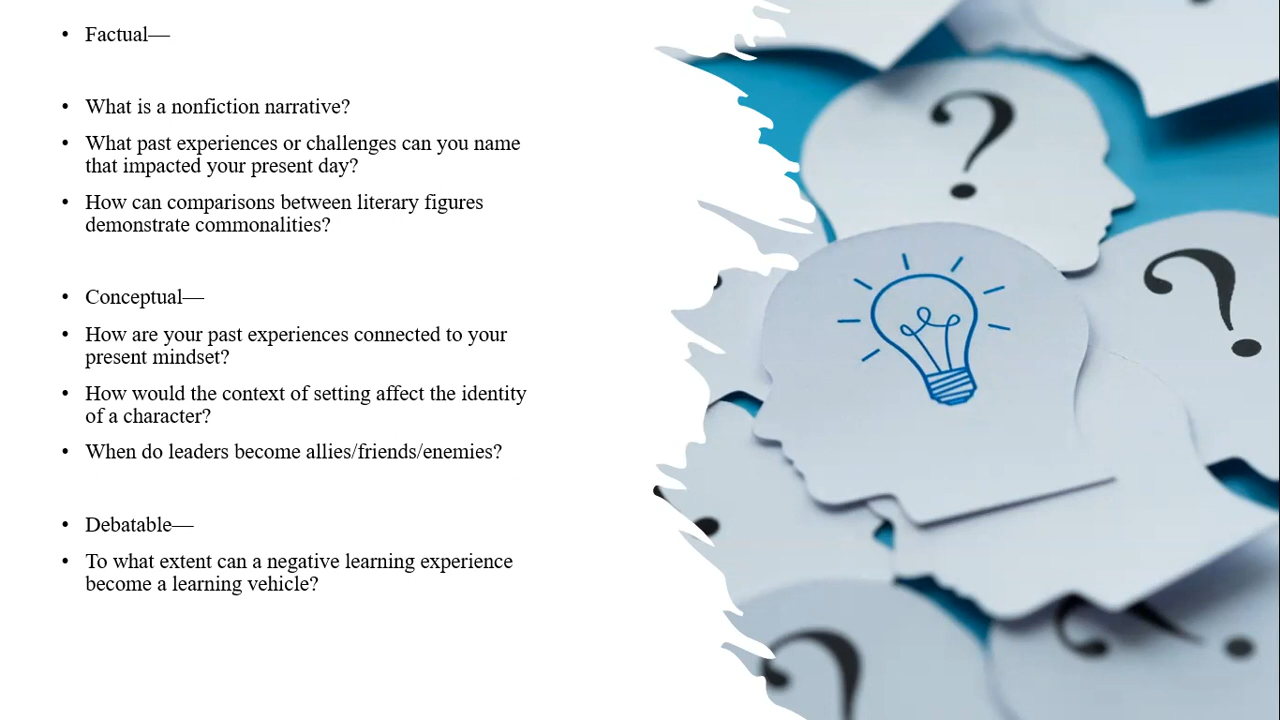 • Factual—
• What is a nonfiction narrative?
• What past experiences or challenges can you name
that impacted your present day?
• How can comparisons between literary figures
demonstrate commonalities?
• Conceptual—
• How are your past experiences connected to your
present mindset?
• How would the context of setting affect the identity
of a character?
• When do leaders become allies/friends/enemies?
• Debatable—
• To what extent can a negative learning experience
become a learning vehicle?